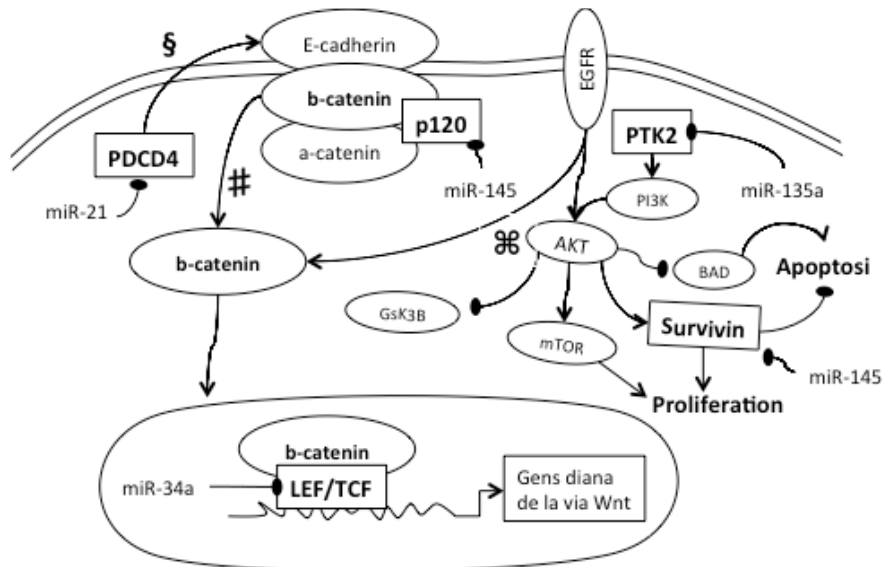 §
E-cadherin
EGFR
b-catenin
p120
PTK2
PDCD4
a-catenin
#
miR-21
miR-145
miR-135a
PI3K
⌘
AKT
b-catenin
BAD
Apoptosi
GsK3B
Survivin
mTOR
miR-145
Proliferation
b-catenin
miR-34a
LEF/TCF
Gens diana
de la via Wnt